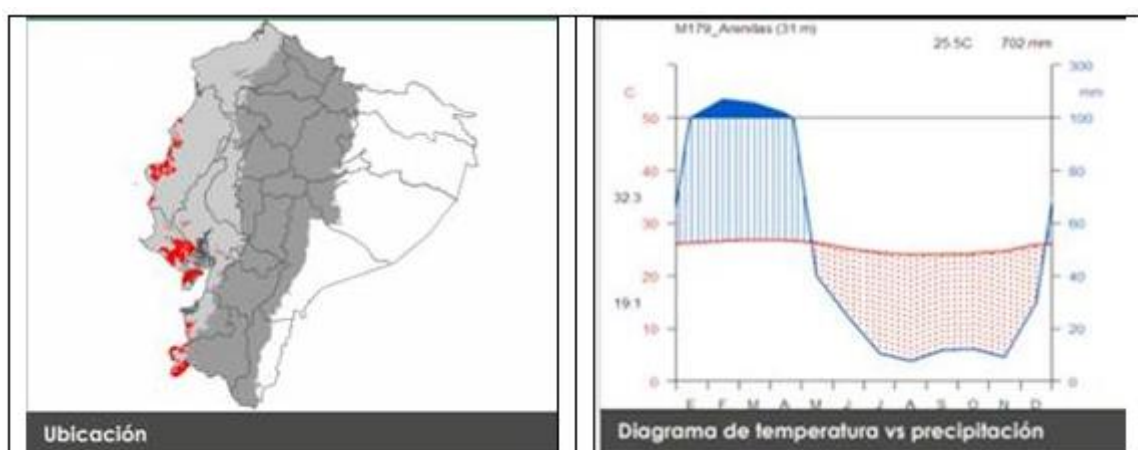 Ubicación
M179_Arenillas (31 m)
25.5C 702 mm
C
300
mm
50
100
40
80
32.3
30
60
20
40
19.1
10
20
0
0
E F M A M J J A S O N D
Diagrama de temperatura vs precipitación